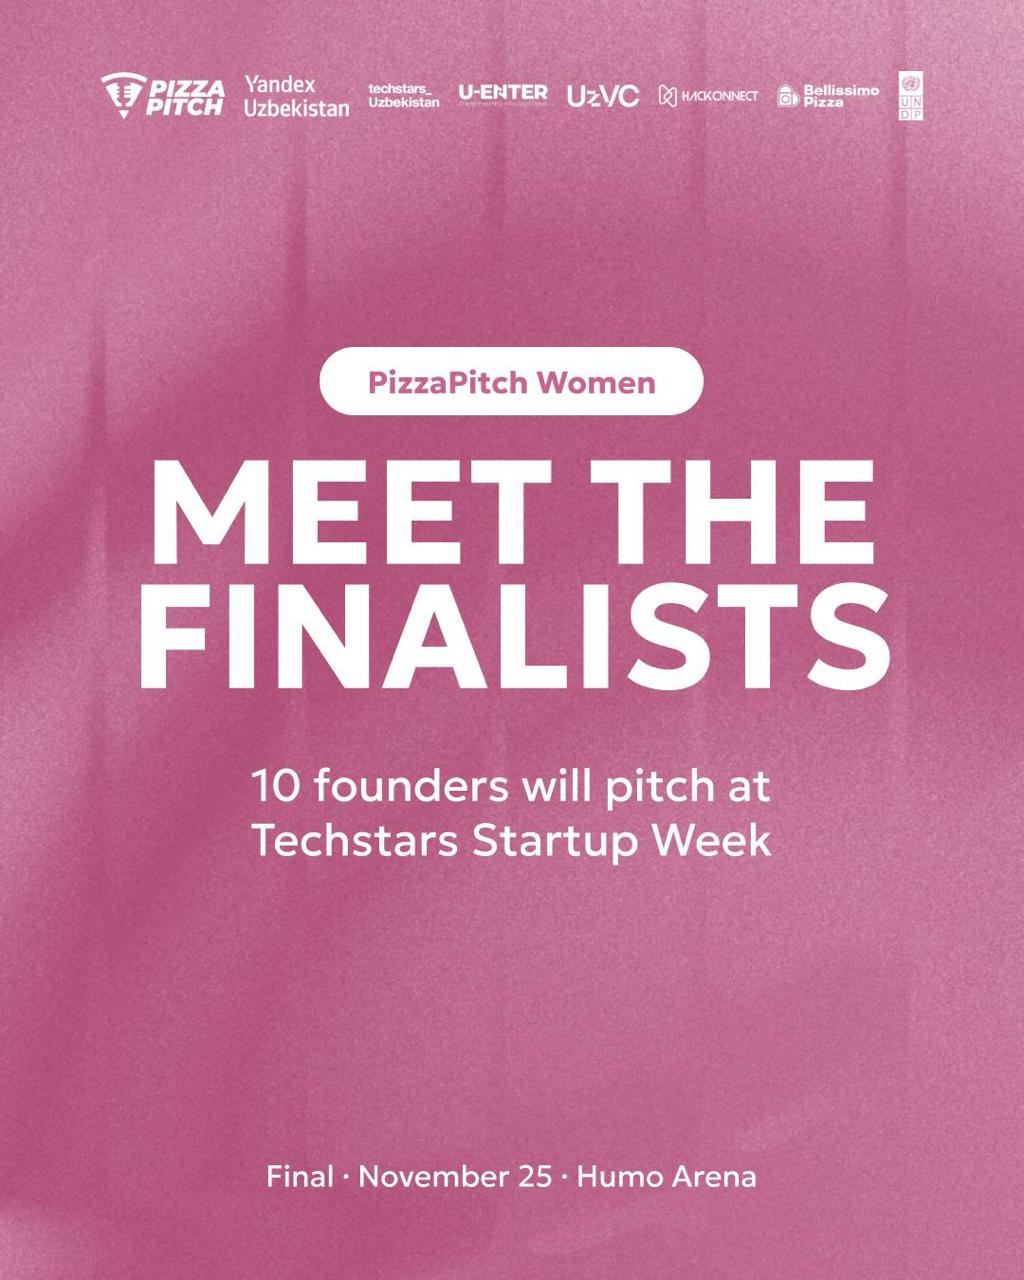 PIZZA
PITCH
Yandex
Uzbekistan
techstars_
Uzbekistan
U-ENTER
UzVC
HACKONNECT
Bellissimo
Pizza
UN
DP
PizzaPitch Women
MEET THE
FINALISTS
10 founders will pitch at
Techstars Startup Week
Final · November 25 · Humo Arena